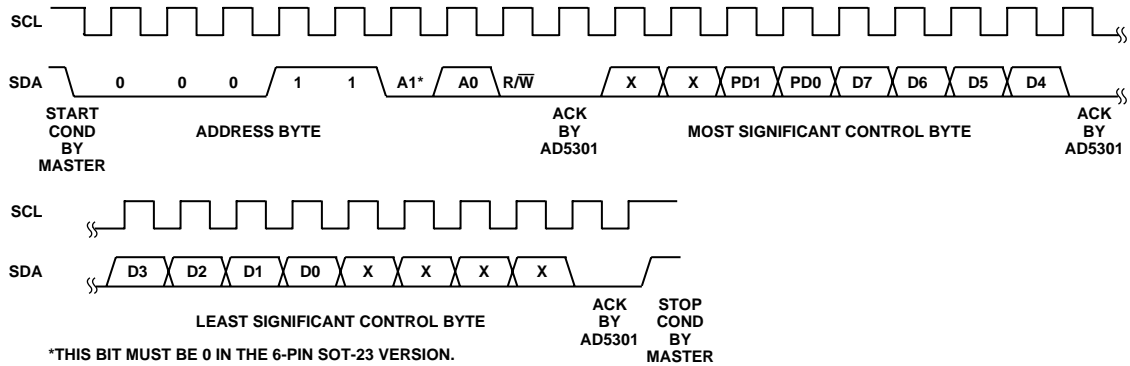 SCL
SDA 0 0 0 1 1 A1* A0 R/W̅ X X PD1 PD0 D7 D6 D5 D4
START
COND
BY
MASTER
ADDRESS BYTE
ACK
BY
AD5301
MOST SIGNIFICANT CONTROL BYTE
ACK
BY
AD5301
SCL
SDA D3 D2 D1 D0 X X X X
LEAST SIGNIFICANT CONTROL BYTE
ACK
BY
AD5301
STOP
COND
BY
MASTER
*THIS BIT MUST BE 0 IN THE 6-PIN SOT-23 VERSION.